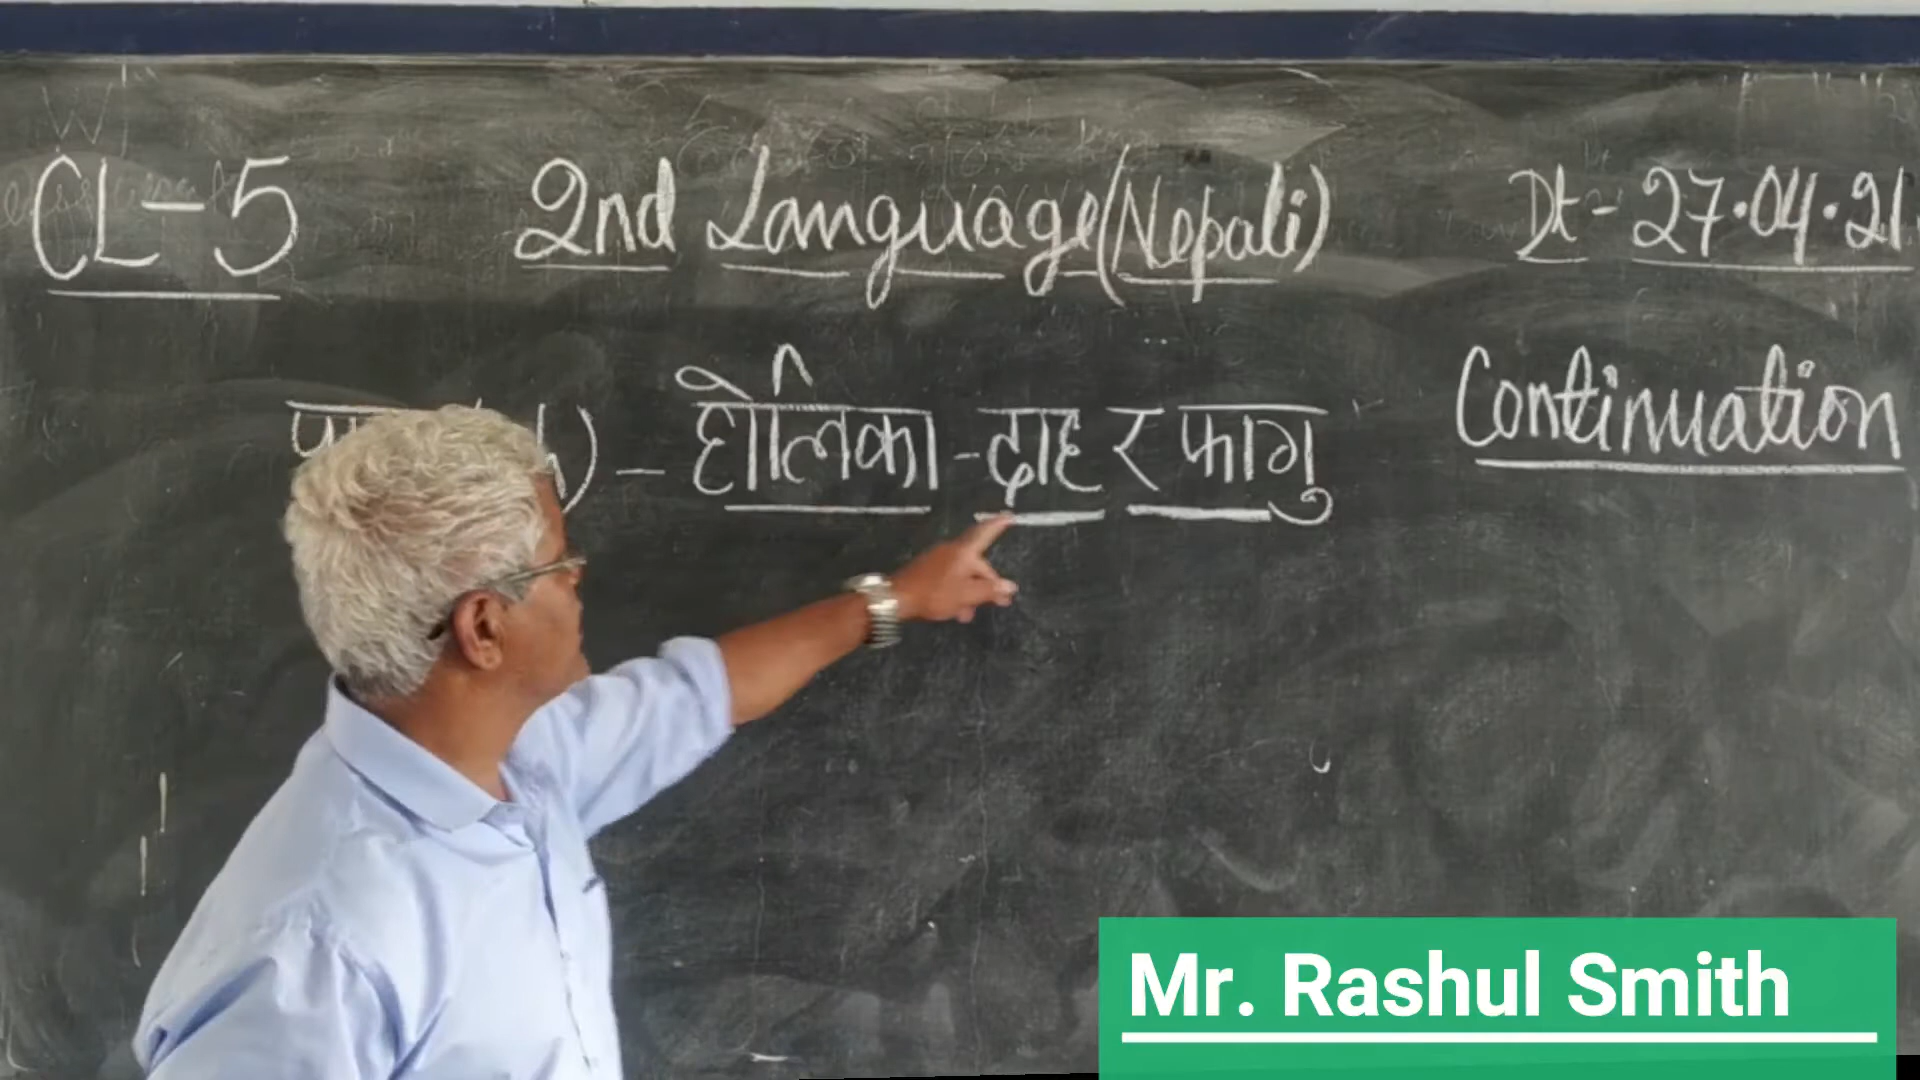 CL-5 2nd Language (Nepali) Dt- 27.04.21
) - होलिका - दाह र फागु Continuation
Mr. Rashul Smith